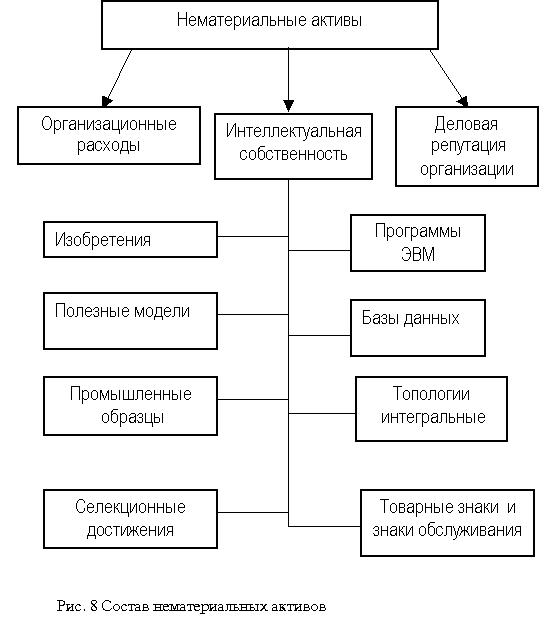 Нематериальные активы
Организационные
расходы
Интеллектуальная
собственность
Деловая
репутация
организации
Изобретения
Программы
ЭВМ
Полезные модели
Базы данных
Промышленные
образцы
Топологии
интегральные
Селекционные
достижения
Товарные знаки и
знаки обслуживания
Рис. 8 Состав нематериальных активов